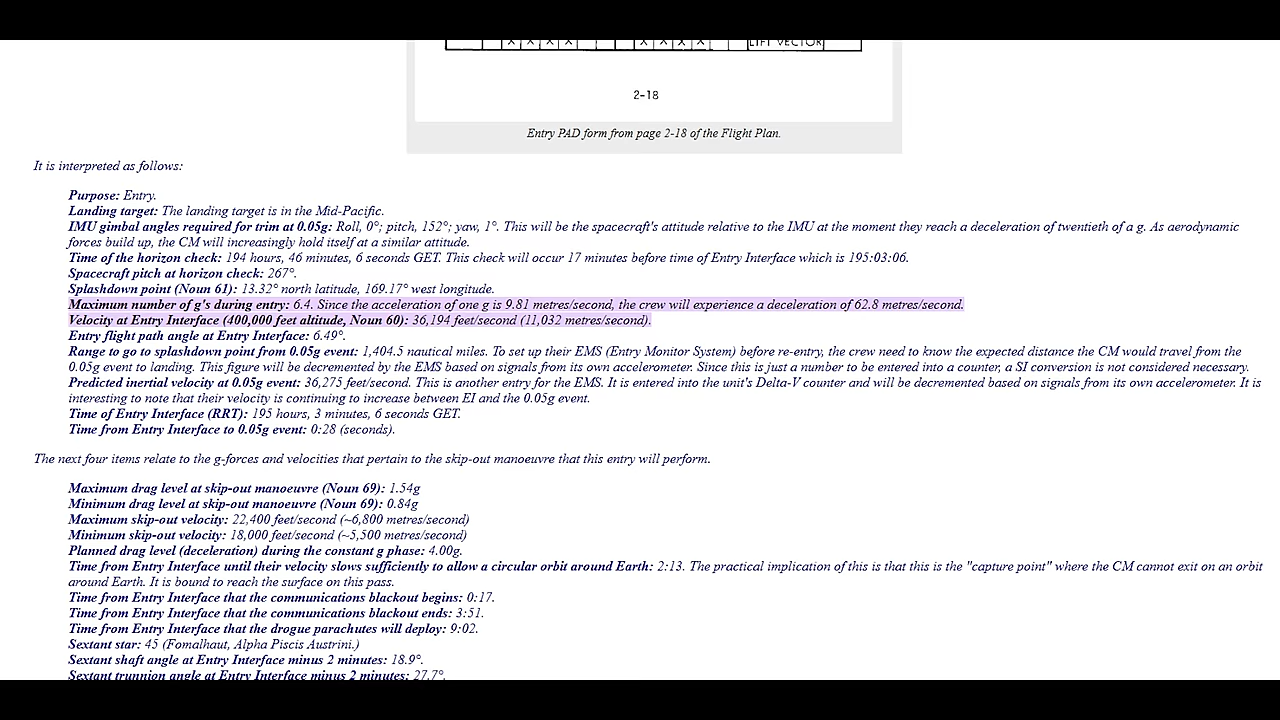 X X X X X X X X LIFT VECTOR
2-18
Entry PAD form from page 2-18 of the Flight Plan.
It is interpreted as follows:
Purpose: Entry.
Landing target: The landing target is in the Mid-Pacific.
IMU gimbal angles required for trim at 0.05g: Roll, 0°; pitch, 152°; yaw, 1°. This will be the spacecraft's attitude relative to the IMU at the moment they reach a deceleration of twentieth of a g. As aerodynamic
forces build up, the CM will increasingly hold itself at a similar attitude.
Time of the horizon check: 194 hours, 46 minutes, 6 seconds GET. This check will occur 17 minutes before time of Entry Interface which is 195:03:06.
Spacecraft pitch at horizon check: 267°.
Splashdown point (Noun 61): 13.32° north latitude, 169.17° west longitude.
Maximum number of g's during entry: 6.4. Since the acceleration of one g is 9.81 metres/second, the crew will experience a deceleration of 62.8 metres/second.
Velocity at Entry Interface (400,000 feet altitude, Noun 60): 36,194 feet/second (11,032 metres/second).
Entry flight path angle at Entry Interface: 6.49°.
Range to go to splashdown point from 0.05g event: 1,404.5 nautical miles. To set up their EMS (Entry Monitor System) before re-entry, the crew need to know the expected distance the CM would travel from the
0.05g event to landing. This figure will be decremented by the EMS based on signals from its own accelerometer. Since this is just a number to be entered into a counter, a SI conversion is not considered necessary.
Predicted inertial velocity at 0.05g event: 36,275 feet/second. This is another entry for the EMS. It is entered into the unit's Delta-V counter and will be decremented based on signals from its own accelerometer. It is
interesting to note that their velocity is continuing to increase between EI and the 0.05g event.
Time of Entry Interface (RRT): 195 hours, 3 minutes, 6 seconds GET.
Time from Entry Interface to 0.05g event: 0:28 (seconds).
The next four items relate to the g-forces and velocities that pertain to the skip-out manoeuvre that this entry will perform.
Maximum drag level at skip-out manoeuvre (Noun 69): 1.54g
Minimum drag level at skip-out manoeuvre (Noun 69): 0.84g
Maximum skip-out velocity: 22,400 feet/second (~6,800 metres/second)
Minimum skip-out velocity: 18,000 feet/second (~5,500 metres/second)
Planned drag level (deceleration) during the constant g phase: 4.00g.
Time from Entry Interface until their velocity slows sufficiently to allow a circular orbit around Earth: 2:13. The practical implication of this is that this is the "capture point" where the CM cannot exit on an orbit
around Earth. It is bound to reach the surface on this pass.
Time from Entry Interface that the communications blackout begins: 0:17.
Time from Entry Interface that the communications blackout ends: 3:51.
Time from Entry Interface that the drogue parachutes will deploy: 9:02.
Sextant star: 45 (Fomalhaut, Alpha Piscis Austrini.)
Sextant shaft angle at Entry Interface minus 2 minutes: 18.9°.
Sextant trunnion angle at Entry Interface minus 2 minutes: 27.7°.